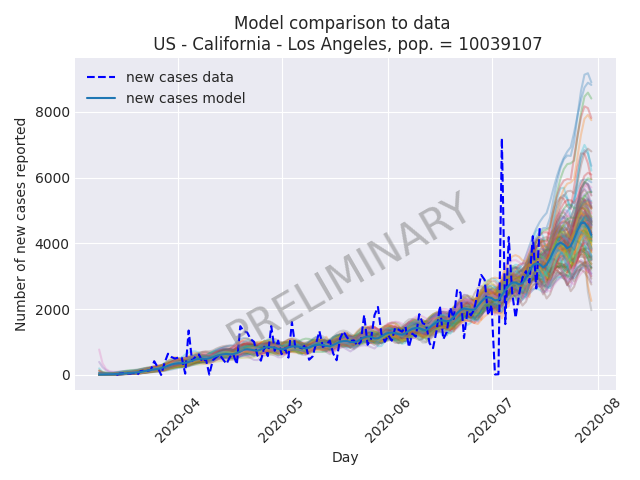 Model comparison to data
US - California - Los Angeles, pop. = 10039107
new cases data
new cases model
Number of new cases reported
8000
6000
4000
2000
0
PRELIMINARY
2020-04
2020-05
2020-06
2020-07
2020-08
Day